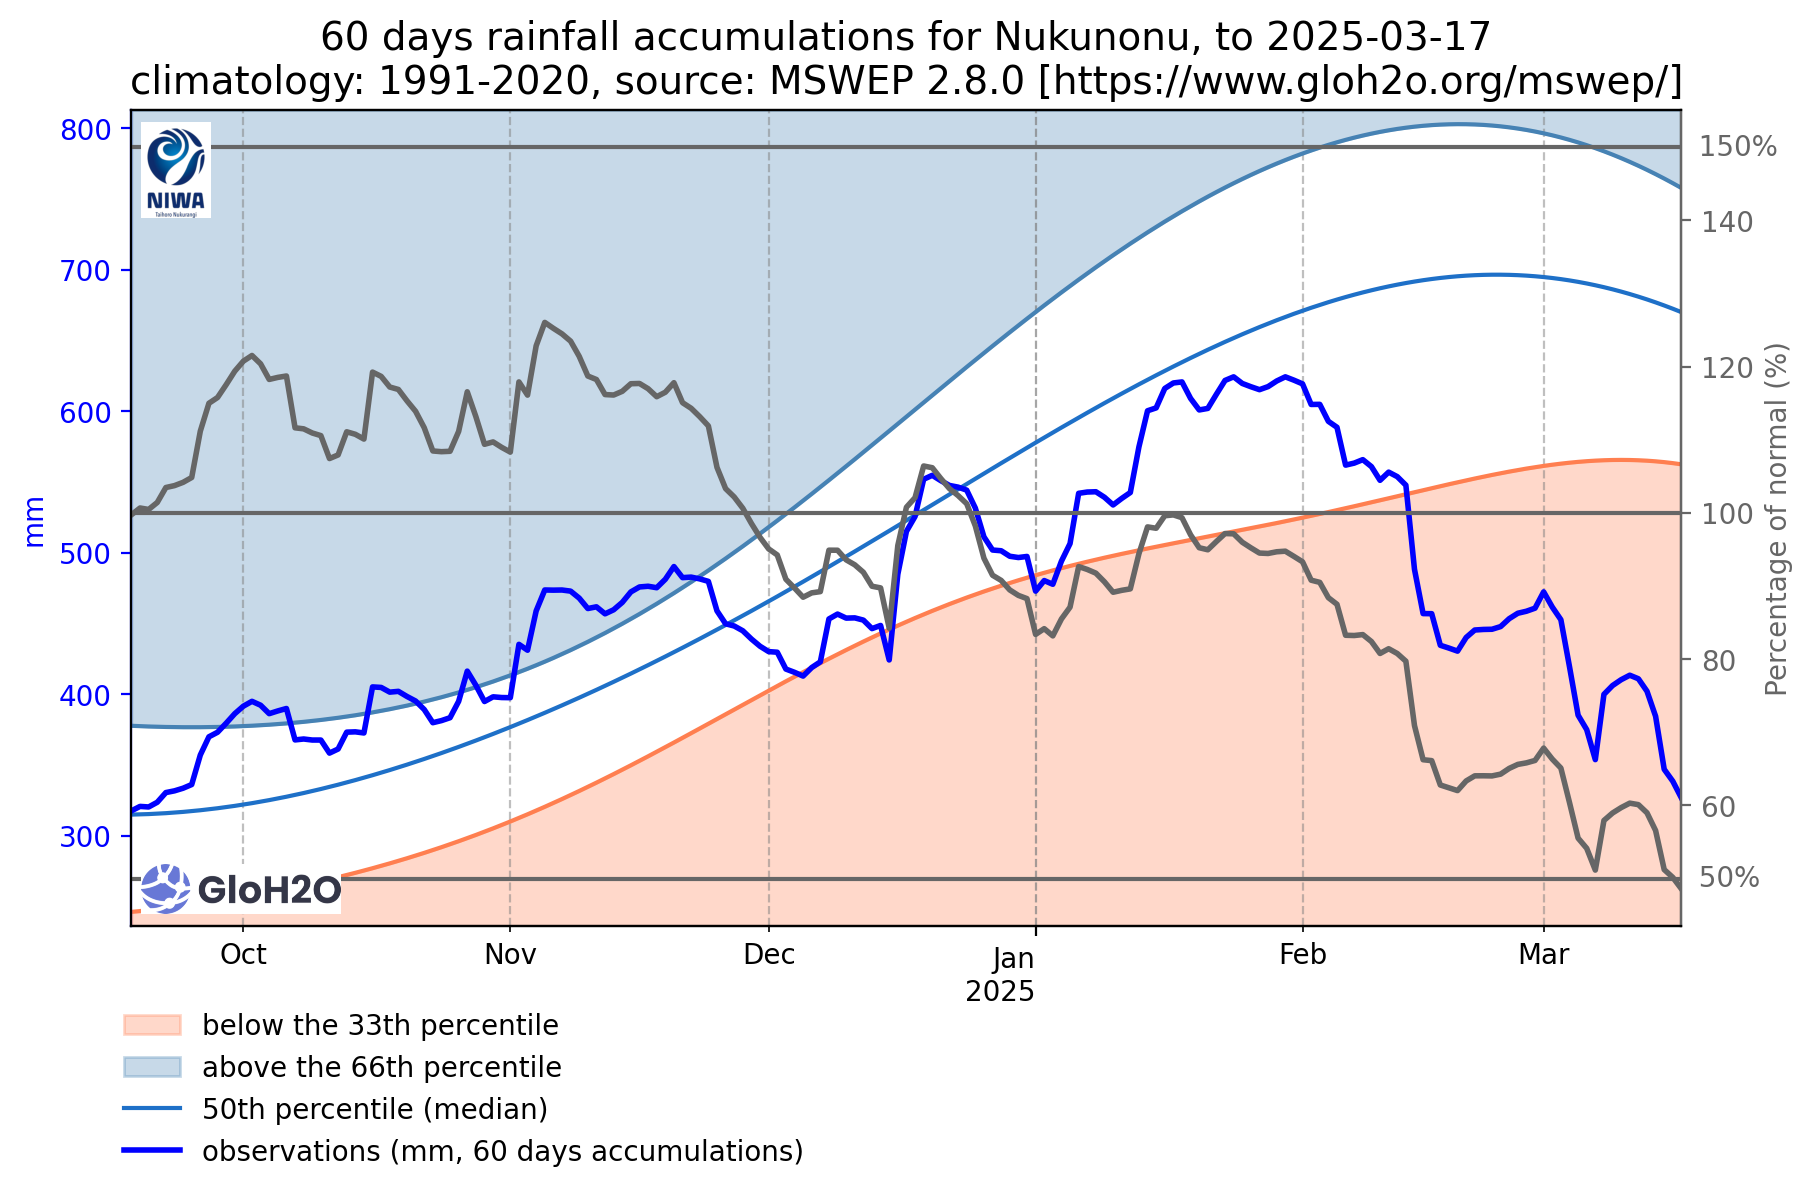 60 days rainfall accumulations for Nukunonu, to 2025-03-17
climatology: 1991-2020, source: MSWEP 2.8.0 [https://www.gloh2o.org/mswep/]
800
700
600
500
400
300
mm
NIWA
Taihoro Nukurangi
GloH2O
150%
140
120
100
80
60
50%
Percentage of normal (%)
Oct
Nov
Dec
Jan
2025
Feb
Mar
below the 33th percentile
above the 66th percentile
50th percentile (median)
observations (mm, 60 days accumulations)